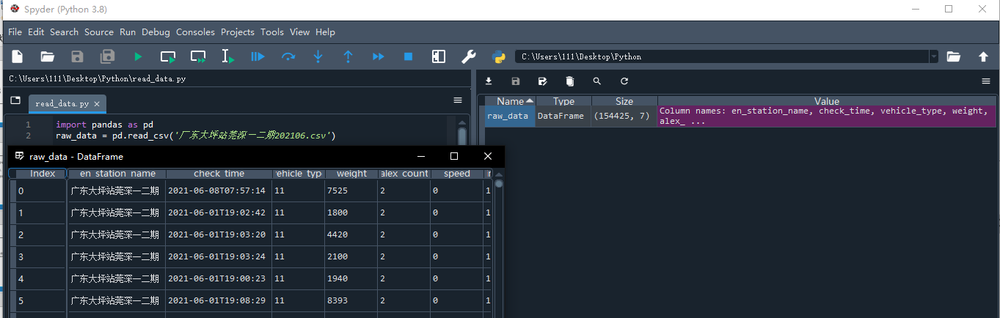 Spyder (Python 3.8)
File Edit Search Source Run Debug Consoles Projects Tools View Help
C:\Users\111\Desktop\Python
C:\Users\111\Desktop\Python\read_data.py
read_data.py
Name Type Size Value
raw_data DataFrame (154425, 7) Column names: en_station_name, check_time, vehicle_type, weight,
alex_ ...
1 import pandas as pd
2 raw_data = pd.read_csv('广东大坪站莞深一二期202106.csv')
raw_data - DataFrame
Index en_station_name check_time ehicle_typ weight alex_count speed
0 广东大坪站莞深一二期 2021-06-08T07:57:14 11 7525 2 0 1
1 广东大坪站莞深一二期 2021-06-01T19:02:42 11 1800 2 0 1
2 广东大坪站莞深一二期 2021-06-01T19:03:20 11 4420 2 0 1
3 广东大坪站莞深一二期 2021-06-01T19:03:24 11 2100 2 0 1
4 广东大坪站莞深一二期 2021-06-01T19:00:23 11 1940 2 0 1
5 广东大坪站莞深一二期 2021-06-01T19:08:29 11 8393 2 0 1